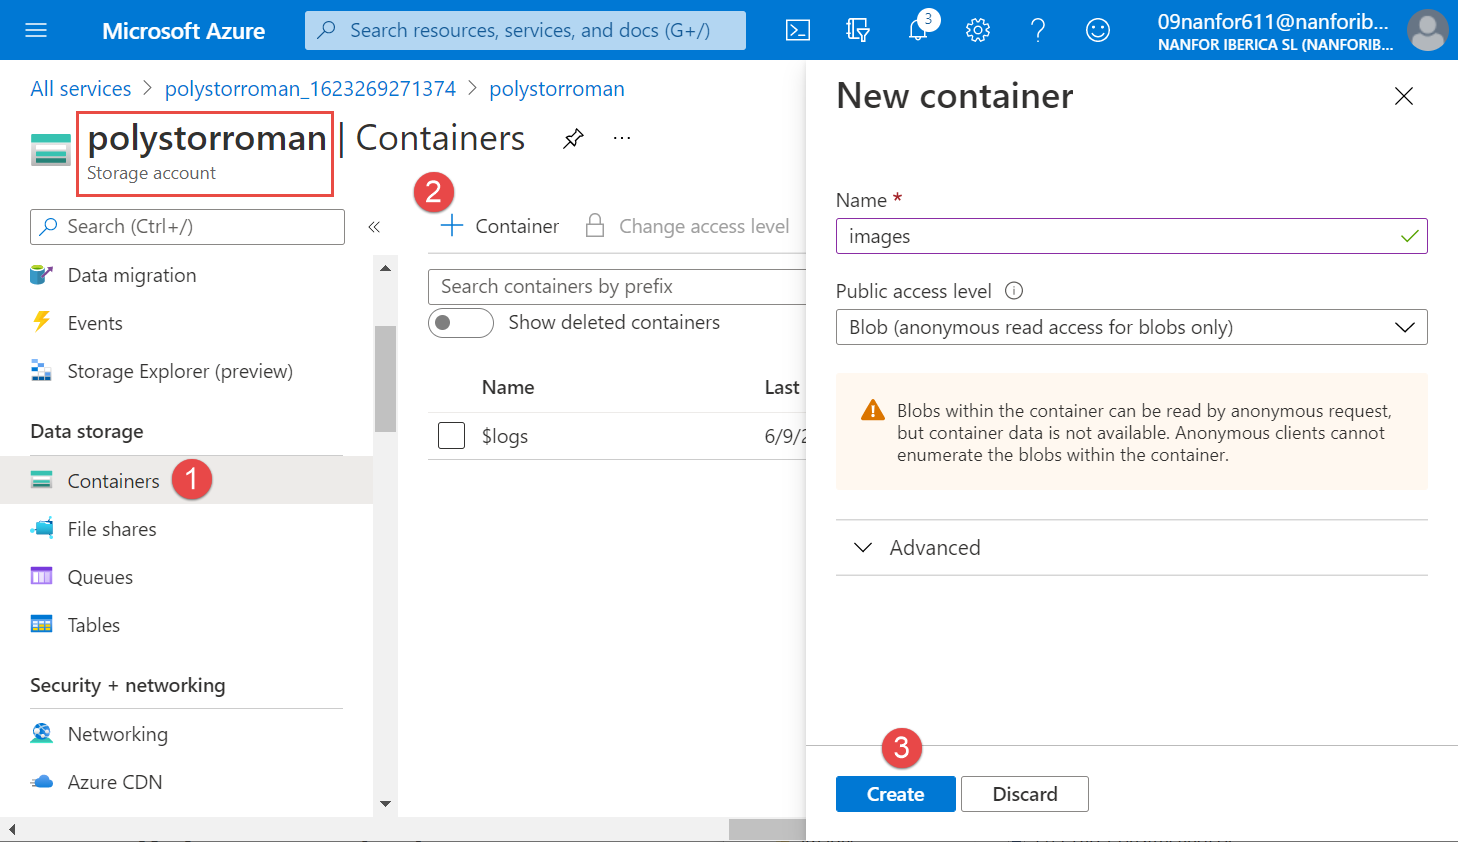 Microsoft Azure
Search resources, services, and docs (G+/)
3
09nanfor611@nanforib...
NANFOR IBERICA SL (NANFORIB...
All services > polystorroman_1623269271374 > polystorroman
polystorroman | Containers
Storage account
Search (Ctrl+/)
«
Data migration
Events
Storage Explorer (preview)
Data storage
Containers
1
File shares
Queues
Tables
Security + networking
Networking
Azure CDN
2
+ Container
Change access level
Search containers by prefix
Show deleted containers
Name
Last
$logs
6/9/2
New container
Name *
images
Public access level
Blob (anonymous read access for blobs only)
Blobs within the container can be read by anonymous request,
but container data is not available. Anonymous clients cannot
enumerate the blobs within the container.
Advanced
3
Create
Discard